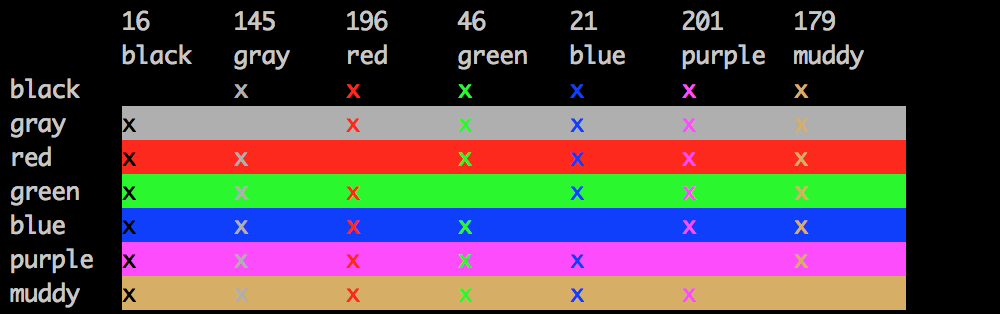 16 145 196 46 21 201 179
black gray red green blue purple muddy
black x x x x x x
gray x x x x x x
red x x x x x x
green x x x x x x
blue x x x x x x
purple x x x x x x
muddy x x x x x x